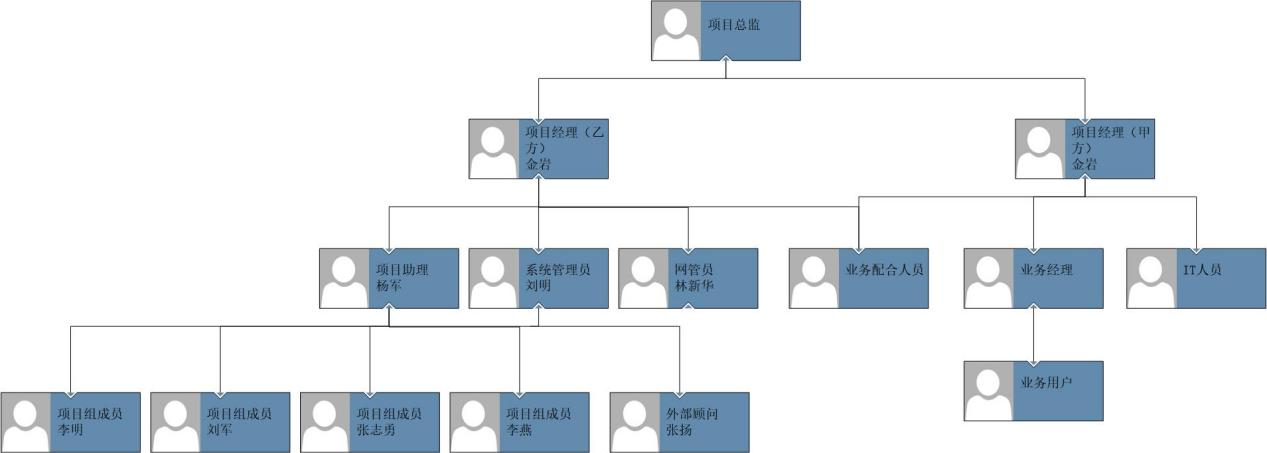 项目总监
项目经理（乙
方）
金岩
项目经理（甲
方）
金岩
项目助理
杨军
系统管理员
刘明
网管员
林新华
业务配合人员
业务经理
IT人员
业务用户
项目组成员
李明
项目组成员
刘军
项目组成员
张志勇
项目组成员
李燕
外部顾问
张扬